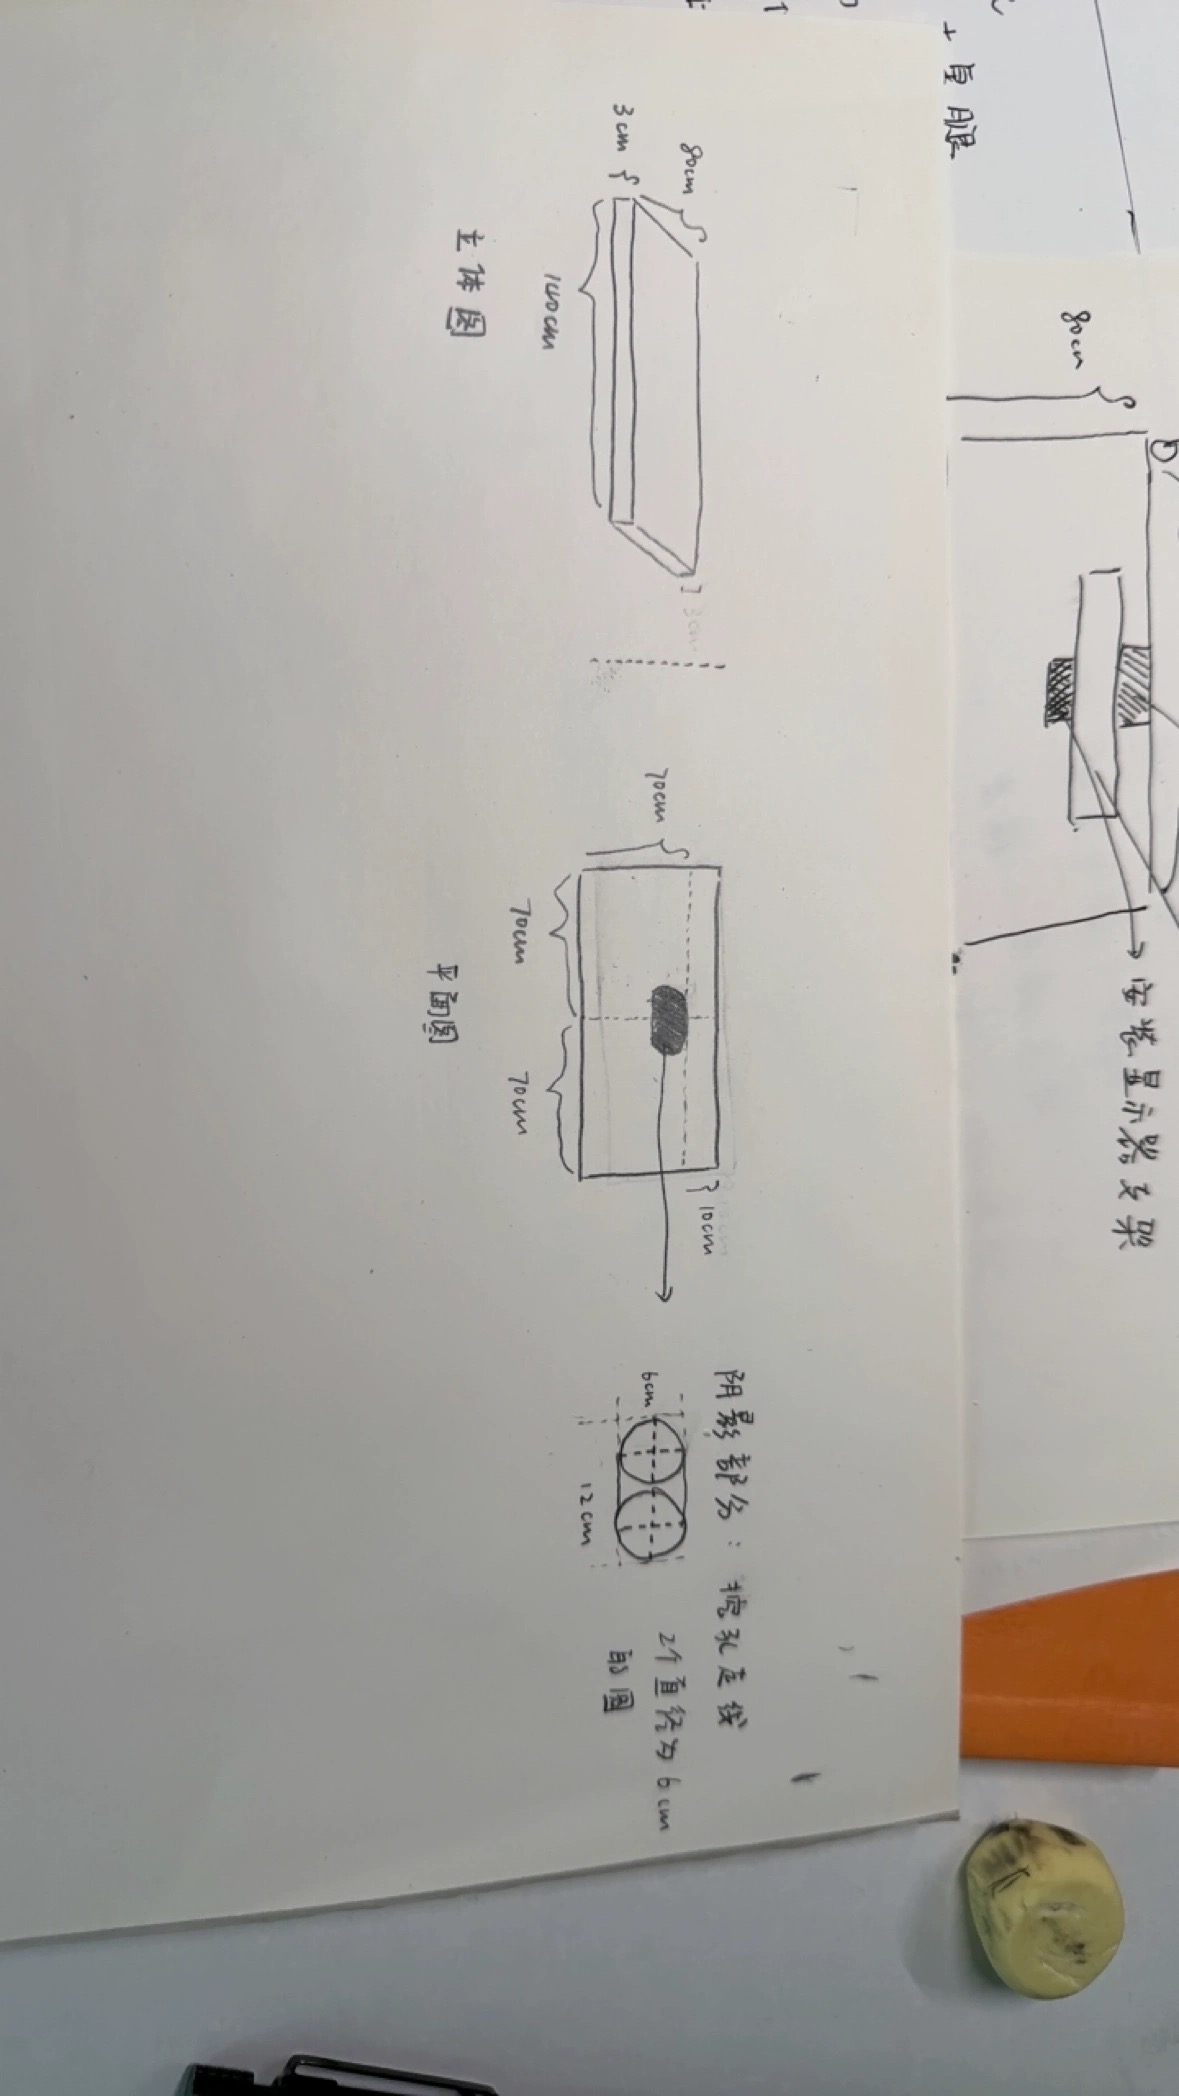 安装显示器支架
80cm
桌腿
80cm
3cm
3cm
140cm
立体图
10cm
70cm
70cm
70cm
平面图
阴影部分：挖孔走线
6cm
12cm
2个直径为6cm
的圆